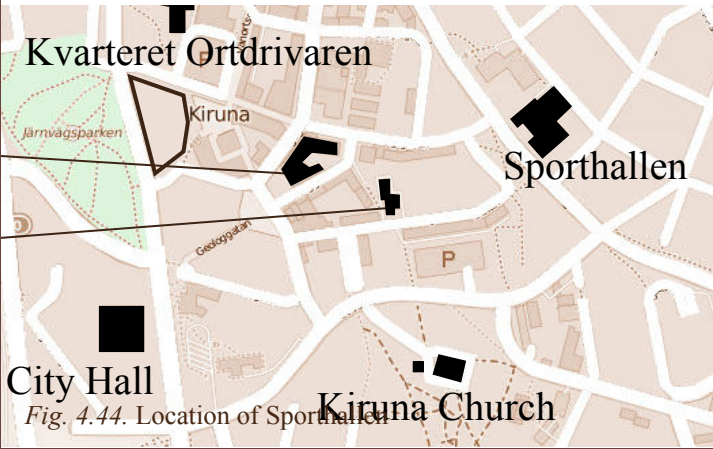 Kvarteret Ortdrivaren
P
Kiruna
Järnvägsparken
Sporthallen
Geologgatan
P
City Hall
Kiruna Church
Fig. 4.44. Location of Sporthallen